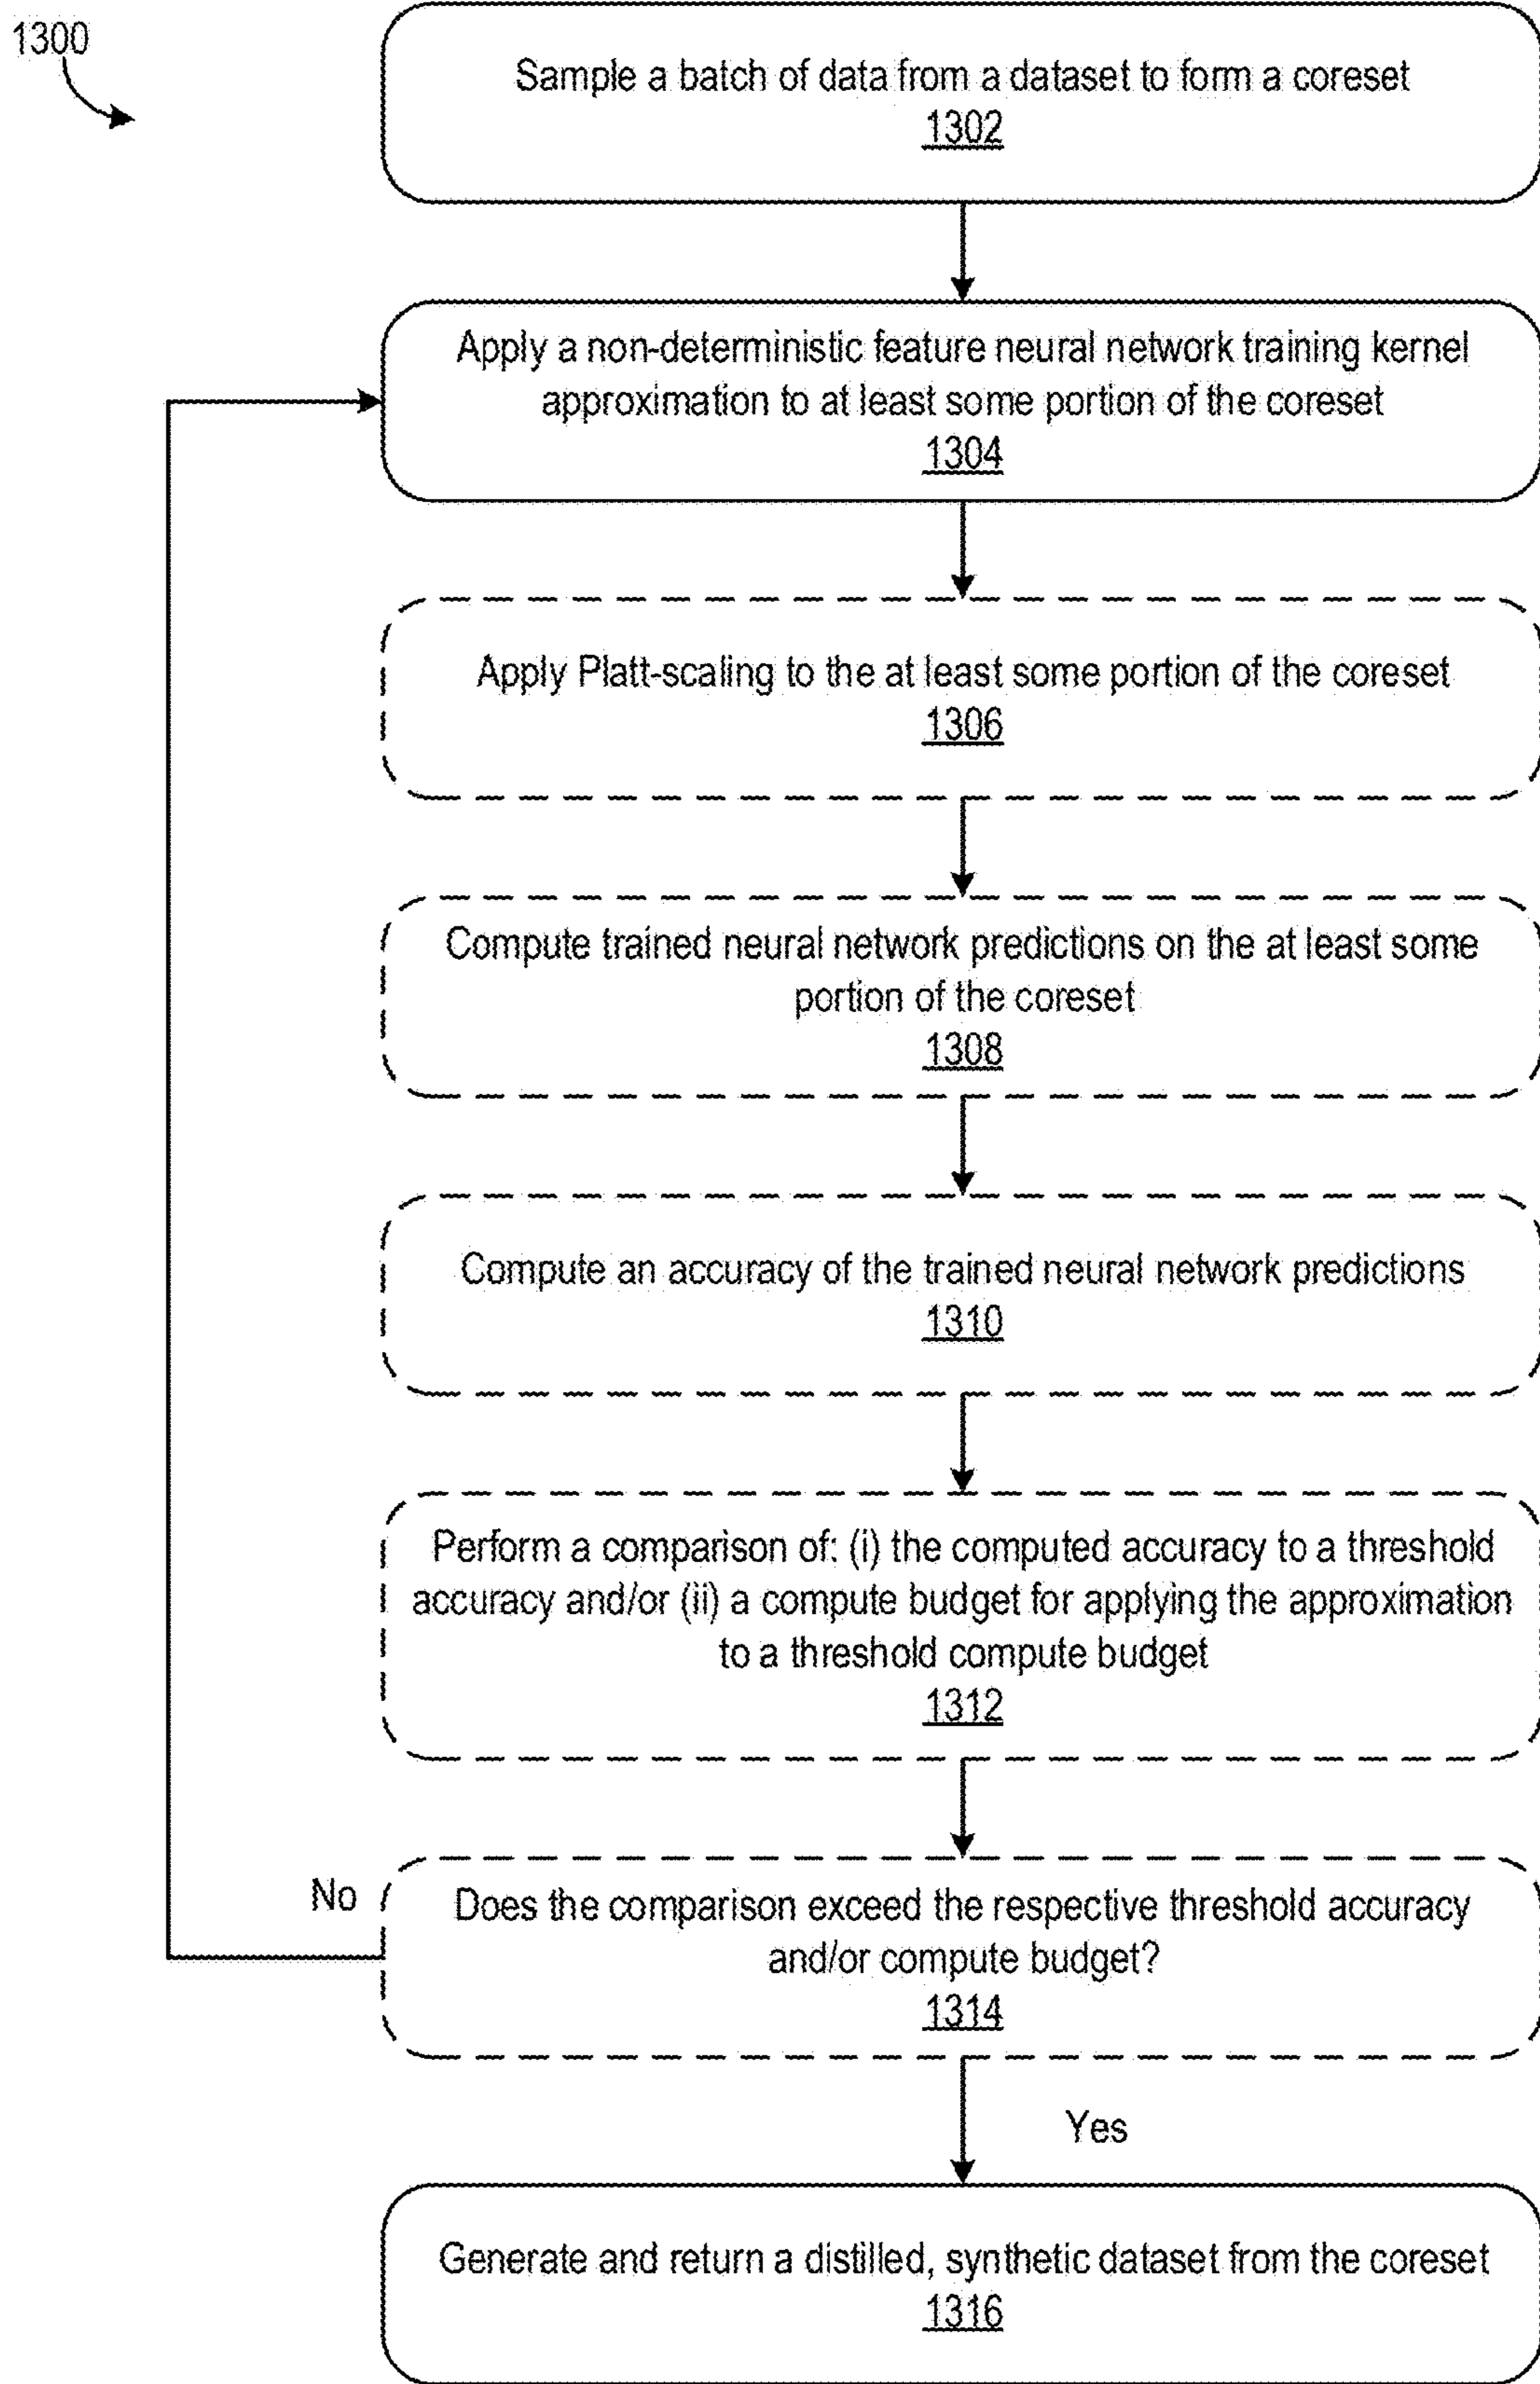 1300
Sample a batch of data from a dataset to form a coreset
1302
Apply a non-deterministic feature neural network training kernel
approximation to at least some portion of the coreset
1304
Apply Platt-scaling to the at least some portion of the coreset
1306
Compute trained neural network predictions on the at least some
portion of the coreset
1308
Compute an accuracy of the trained neural network predictions
1310
Perform a comparison of: (i) the computed accuracy to a threshold
accuracy and/or (ii) a compute budget for applying the approximation
to a threshold compute budget
1312
No
Does the comparison exceed the respective threshold accuracy
and/or compute budget?
1314
Yes
Generate and return a distilled, synthetic dataset from the coreset
1316